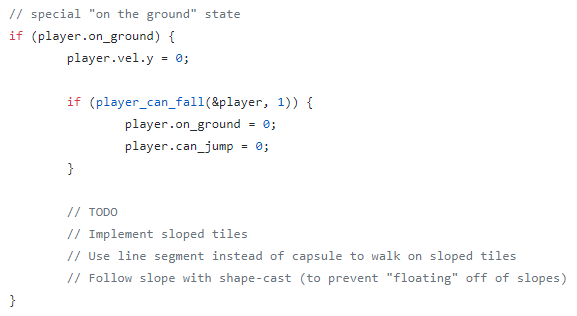 // special "on the ground" state
if (player.on_ground) {
player.vel.y = 0;
if (player_can_fall(&player, 1)) {
player.on_ground = 0;
player.can_jump = 0;
}
// TODO
// Implement sloped tiles
// Use line segment instead of capsule to walk on sloped tiles
// Follow slope with shape-cast (to prevent "floating" off of slopes)
}